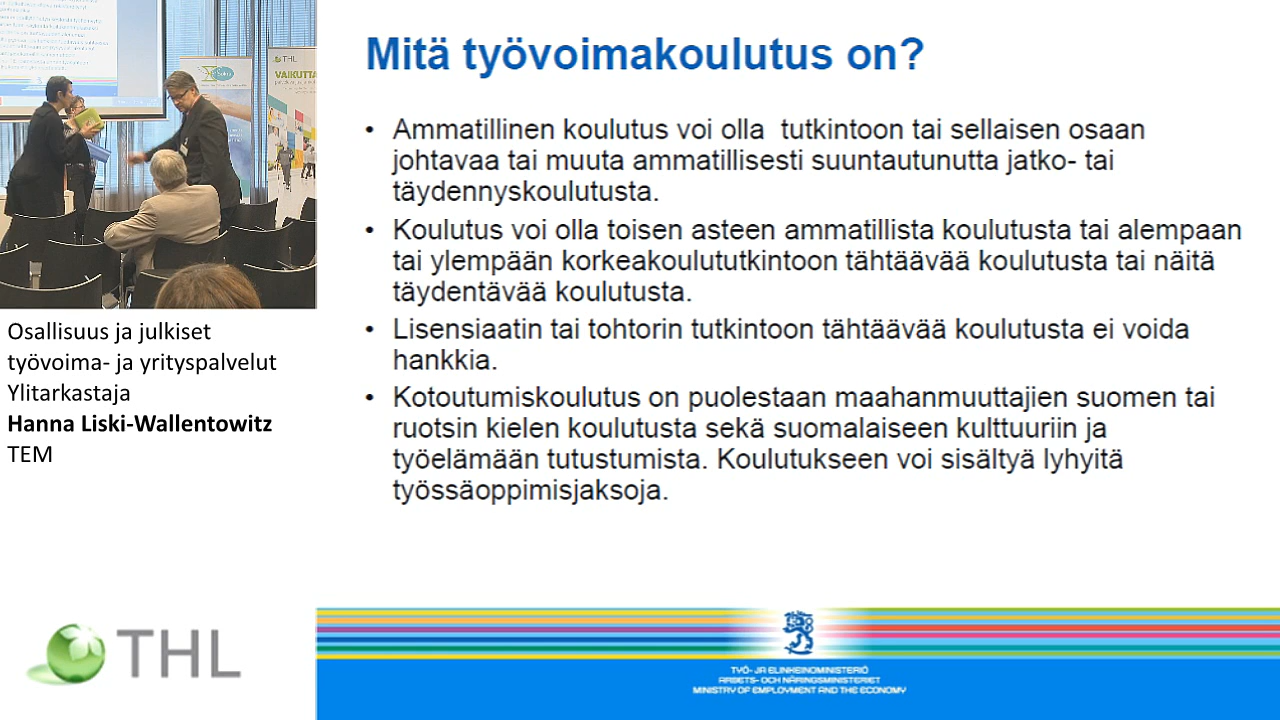 THL
VAIKUTTA
Sokra
Osallisuus ja julkiset
työvoima- ja yrityspalvelut
Ylitarkastaja
Hanna Liski-Wallentowitz
TEM
THL
Mitä työvoimakoulutus on?
• Ammatillinen koulutus voi olla tutkintoon tai sellaisen osaan
johtavaa tai muuta ammatillisesti suuntautunutta jatko- tai
täydennyskoulutusta.
• Koulutus voi olla toisen asteen ammatillista koulutusta tai alempaan
tai ylempään korkeakoulututkintoon tähtäävää koulutusta tai näitä
täydentävää koulutusta.
• Lisensiaatin tai tohtorin tutkintoon tähtäävää koulutusta ei voida
hankkia.
• Kotoutumiskoulutus on puolestaan maahanmuuttajien suomen tai
ruotsin kielen koulutusta sekä suomalaiseen kulttuuriin ja
työelämään tutustumista. Koulutukseen voi sisältyä lyhyitä
työssäoppimisjaksoja.
TYÖ- JA ELINKEINOMINISTERIÖ
ARBETS- OCH NÄRINGSMINISTERIET
MINISTRY OF EMPLOYMENT AND THE ECONOMY